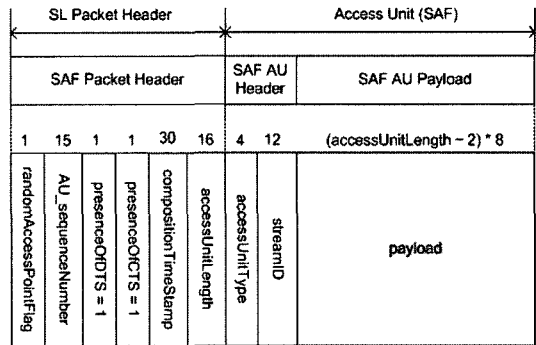 SL Packet Header
Access Unit (SAF)
SAF Packet Header
SAF AU
Header
SAF AU Payload
1 15 1 1 30 16 4 12 (accessUnitLength − 2) * 8
randomAccessPointFlag
AU_sequenceNumber
presenceOfDTS = 1
presenceOfCTS = 1
compositionTimeStamp
accessUnitLength
accessUnitType
streamID
payload